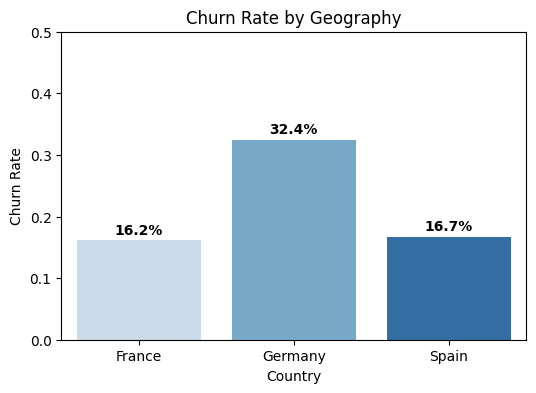 Churn Rate by Geography
0.5
0.4
0.3
0.2
0.1
0.0
Churn Rate
16.2%
32.4%
16.7%
France Germany Spain
Country